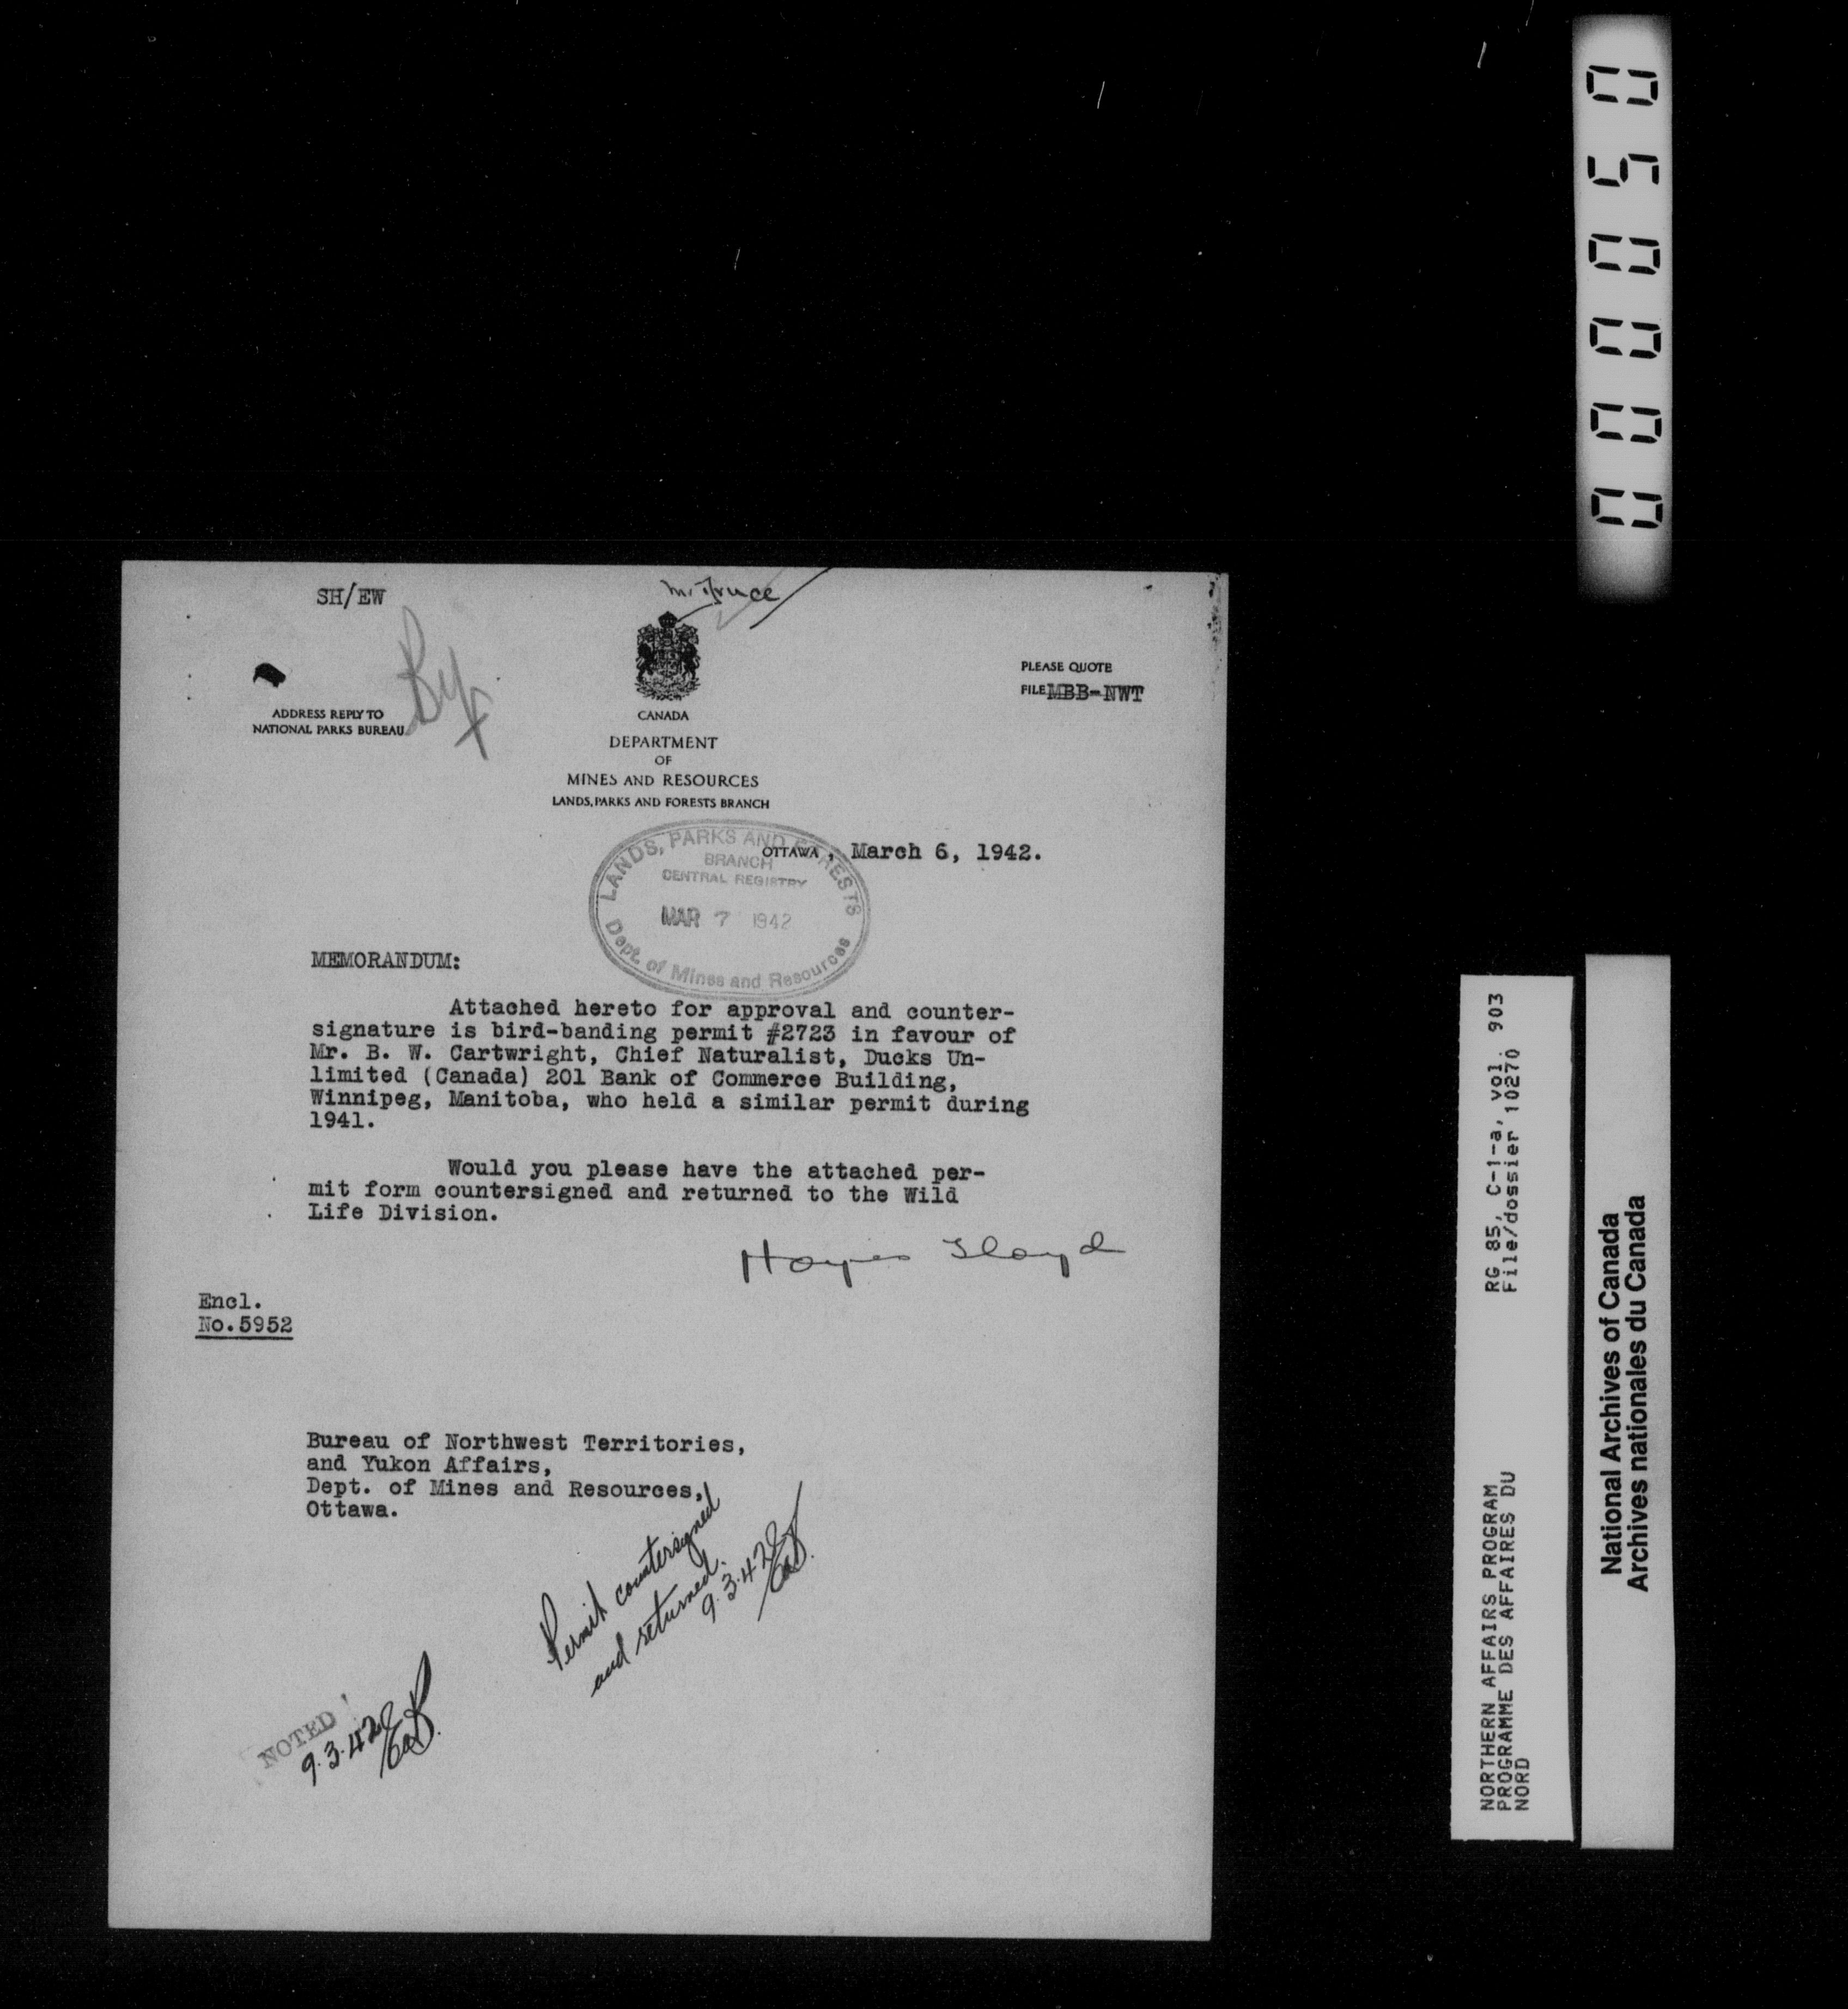 SH/EW
ADDRESS REPLY TO
NATIONAL PARKS BUREAU
CANADA
DEPARTMENT
OF
MINES AND RESOURCES
LANDS, PARKS AND FORESTS BRANCH
PLEASE QUOTE
FILE MBB-NWT
OTTAWA, March 6, 1942.
LANDS, PARKS AND FORESTS
BRANCH
CENTRAL REGISTRY
MAR 7 1942
Dept. of Mines and Resources
MEMORANDUM:
Attached hereto for approval and counter-
signature is bird-banding permit #2723 in favour of
Mr. B. W. Cartwright, Chief Naturalist, Ducks Un-
limited (Canada) 201 Bank of Commerce Building,
Winnipeg, Manitoba, who held a similar permit during
1941.
Would you please have the attached per-
mit form countersigned and returned to the Wild
Life Division.
Hoyes Lloyd
Encl.
No.5952
Bureau of Northwest Territories,
and Yukon Affairs,
Dept. of Mines and Resources,
Ottawa.
Permit countersigned
and returned.
9.3.42
NOTED
9.3.42
000050
RG 85, C-1-a, vol. 903
File/dossier 10270
NORTHERN AFFAIRS PROGRAM
PROGRAMME DES AFFAIRES DU
NORD
National Archives of Canada
Archives nationales du Canada